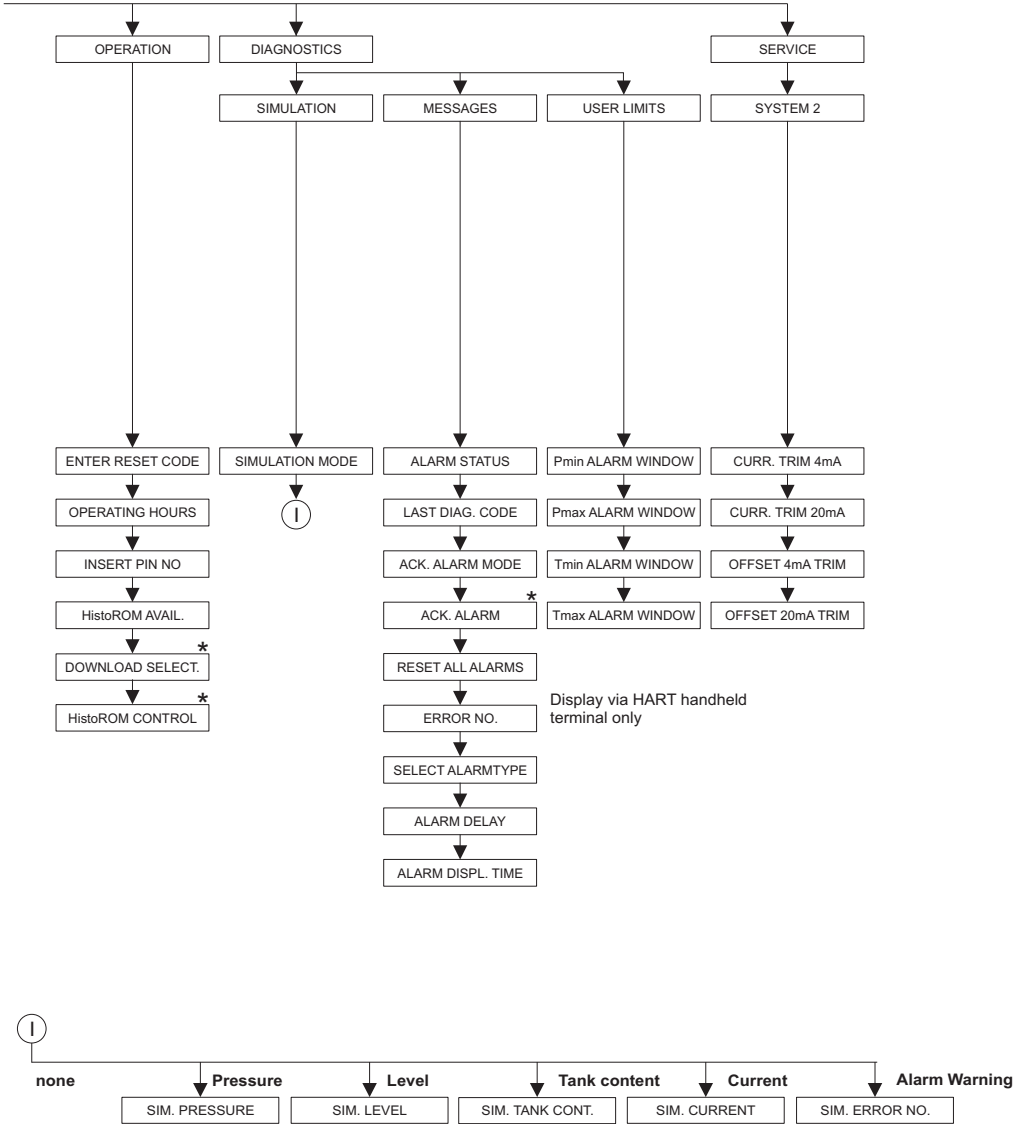 OPERATION
DIAGNOSTICS
SERVICE
SIMULATION
MESSAGES
USER LIMITS
SYSTEM 2
ENTER RESET CODE
SIMULATION MODE
ALARM STATUS
Pmin ALARM WINDOW
CURR. TRIM 4mA
OPERATING HOURS
I
LAST DIAG. CODE
Pmax ALARM WINDOW
CURR. TRIM 20mA
INSERT PIN NO
ACK. ALARM MODE
Tmin ALARM WINDOW
OFFSET 4mA TRIM
HistoROM AVAIL.
*
ACK. ALARM
Tmax ALARM WINDOW
OFFSET 20mA TRIM
*
DOWNLOAD SELECT.
RESET ALL ALARMS
*
HistoROM CONTROL
ERROR NO.
Display via HART handheld
terminal only
SELECT ALARMTYPE
ALARM DELAY
ALARM DISPL. TIME
I
none
Pressure
Level
Tank content
Current
Alarm Warning
SIM. PRESSURE
SIM. LEVEL
SIM. TANK CONT.
SIM. CURRENT
SIM. ERROR NO.